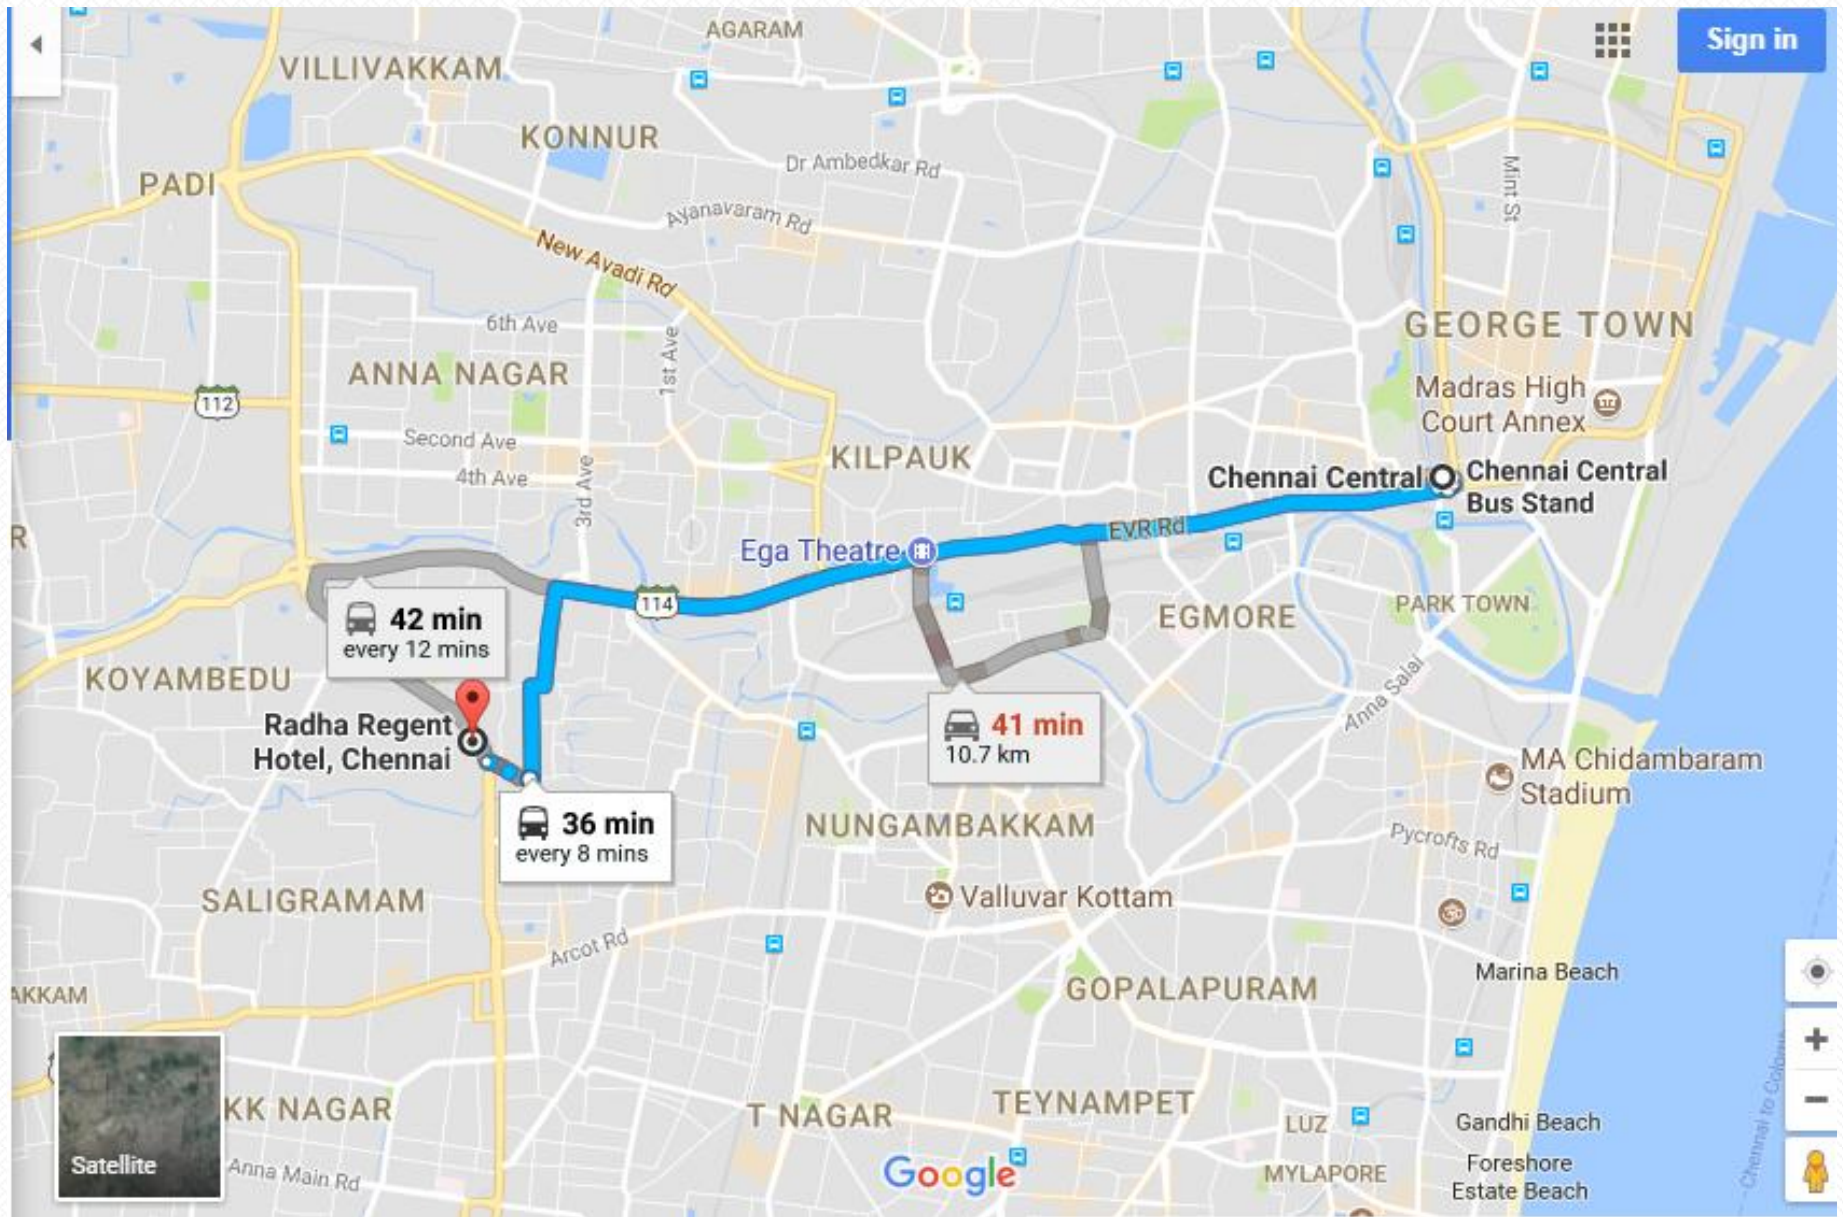 AGARAM
Sign in
VILLIVAKKAM
KONNUR
Dr Ambedkar Rd
PADI
Mint St
Ayanavaram Rd
New Avadi Rd
6th Ave
1st Ave
GEORGE TOWN
ANNA NAGAR
112
Madras High
Court Annex
Second Ave
4th Ave
3rd Ave
KILPAUK
Chennai Central
Chennai Central
Bus Stand
R
EVR Rd
Ega Theatre
114
42 min
every 12 mins
EGMORE
PARK TOWN
KOYAMBEDU
Anna Salai
Radha Regent
Hotel, Chennai
41 min
10.7 km
MA Chidambaram
Stadium
36 min
every 8 mins
NUNGAMBAKKAM
Pycrofts Rd
SALIGRAMAM
Valluvar Kottam
Arcot Rd
Marina Beach
AKKAM
GOPALAPURAM
KK NAGAR
T NAGAR
TEYNAMPET
LUZ
Gandhi Beach
Satellite
Anna Main Rd
Google
MYLAPORE
Foreshore
Estate Beach
Chennai to Colom